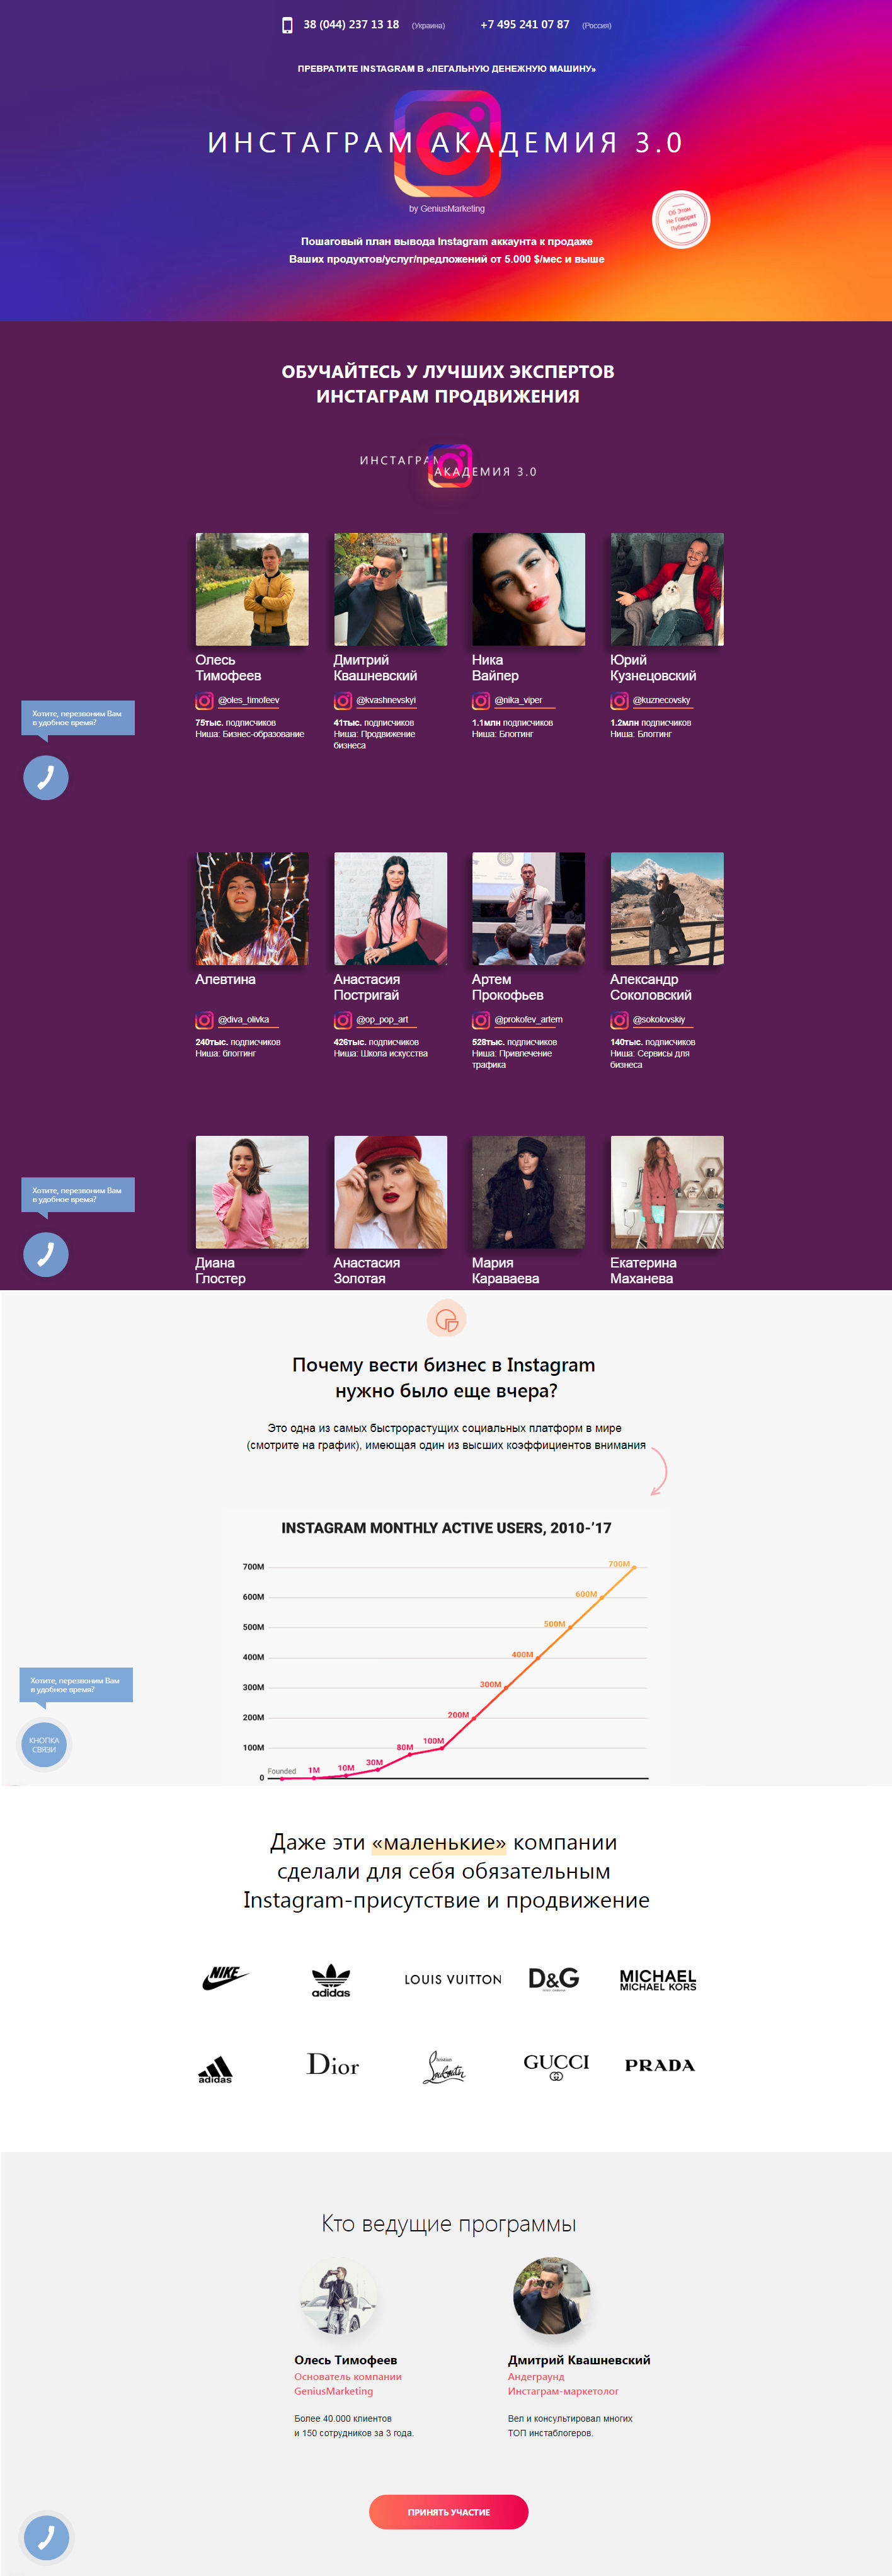 38 (044) 237 13 18 (Украина) +7 495 241 07 87 (Россия)
ПРЕВРАТИТЕ INSTAGRAM В «ЛЕГАЛЬНУЮ ДЕНЕЖНУЮ МАШИНУ»
ИНСТАГРАМ АКАДЕМИЯ 3.0
by GeniusMarketing
Об Этом
Не Говорят
Публично
Пошаговый план вывода Instagram аккаунта к продаже
Ваших продуктов/услуг/предложений от 5.000 $/мес и выше
ОБУЧАЙТЕСЬ У ЛУЧШИХ ЭКСПЕРТОВ
ИНСТАГРАМ ПРОДВИЖЕНИЯ
ИНСТАГРАМ
АКАДЕМИЯ 3.0
Олесь
Тимофеев
@oles_timofeev
75тыс. подписчиков
Ниша: Бизнес-образование
Дмитрий
Квашневский
@kvashnevskyi
41тыс. подписчиков
Ниша: Продвижение
бизнеса
Ника
Вайпер
@nika_viper
1.1млн подписчиков
Ниша: Блоггинг
Юрий
Кузнецовский
@kuznecovsky
1.2млн подписчиков
Ниша: Блоггинг
Хотите, перезвоним Вам
в удобное время?
Алевтина
@diva_olivka
240тыс. подписчиков
Ниша: блоггинг
Анастасия
Постригай
@op_pop_art
426тыс. подписчиков
Ниша: Школа искусства
Артем
Прокофьев
@prokofev_artem
528тыс. подписчиков
Ниша: Привлечение
трафика
Александр
Соколовский
@sokolovskiy
140тыс. подписчиков
Ниша: Сервисы для
бизнеса
Хотите, перезвоним Вам
в удобное время?
Диана
Глостер
Анастасия
Золотая
Мария
Караваева
Екатерина
Маханева
Почему вести бизнес в Instagram
нужно было еще вчера?
Это одна из самых быстрорастущих социальных платформ в мире
(смотрите на график), имеющая один из высших коэффициентов внимания
INSTAGRAM MONTHLY ACTIVE USERS, 2010-'17
700M
600M
500M
400M
300M
200M
100M
0
Founded
1M
10M
30M
80M
100M
200M
300M
400M
500M
600M
700M
Хотите, перезвоним Вам
в удобное время?
КНОПКА
СВЯЗИ
Даже эти «маленькие» компании
сделали для себя обязательным
Instagram-присутствие и продвижение
NIKE
adidas
LOUIS VUITTON
D&G
MICHAEL
MICHAEL KORS
adidas
Dior
Christian
Louboutin
GUCCI
PRADA
Кто ведущие программы
Олесь Тимофеев
Основатель компании
GeniusMarketing
Более 40.000 клиентов
и 150 сотрудников за 3 года.
Дмитрий Квашневский
Андеграунд
Инстаграм-маркетолог
Вел и консультировал многих
ТОП инстаблогеров.
ПРИНЯТЬ УЧАСТИЕ